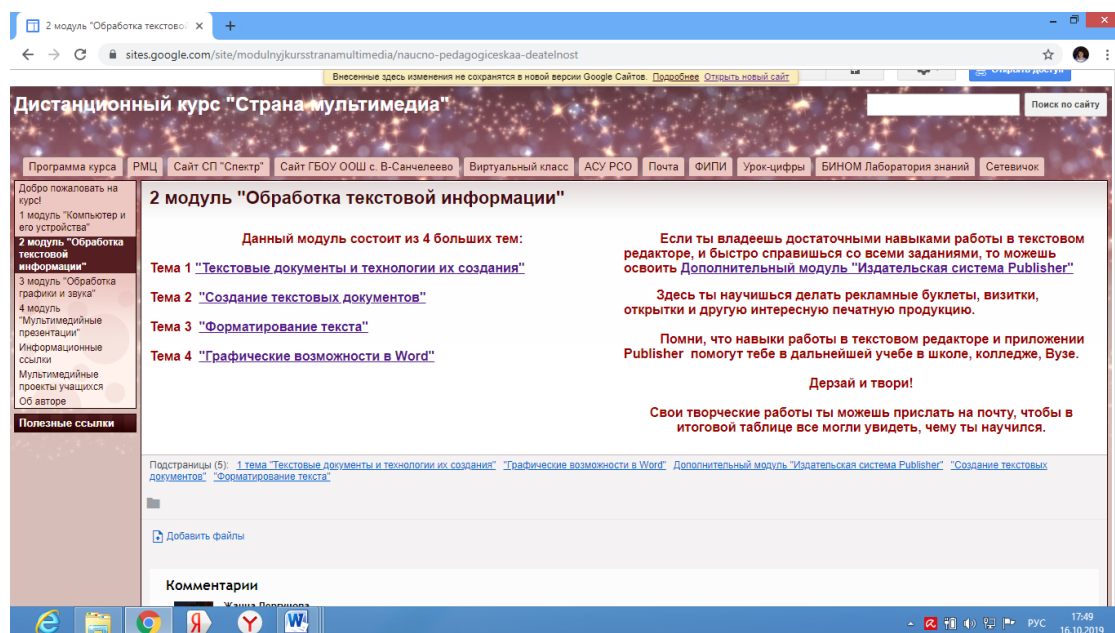 2 модуль "Обработка текстово
sites.google.com/site/modulnyjkursstranamultimedia/naucno-pedagogiceskaa-deatelnost
Внесенные здесь изменения не сохранятся в новой версии Google Сайтов. Подробнее Открыть новый сайт
Открыть доступ
Дистанционный курс "Страна мультимедиа"
Поиск по сайту
Программа курса РМЦ Сайт СП "Спектр" Сайт ГБОУ ООШ с. В-Санчелеево Виртуальный класс АСУ РСО Почта ФИПИ Урок-цифры БИНОМ Лаборатория знаний Сетевичок
Добро пожаловать на
курс!
1 модуль "Компьютер и
его устройства"
2 модуль "Обработка
текстовой
информации"
3 модуль "Обработка
графики и звука"
4 модуль
"Мультимедийные
презентации"
Информационные
ссылки
Мультимедийные
проекты учащихся
Об авторе
Полезные ссылки
2 модуль "Обработка текстовой информации"
Данный модуль состоит из 4 больших тем:
Тема 1 "Текстовые документы и технологии их создания"
Тема 2 "Создание текстовых документов"
Тема 3 "Форматирование текста"
Тема 4 "Графические возможности в Word"
Если ты владеешь достаточными навыками работы в текстовом
редакторе, и быстро справишься со всеми заданиями, то можешь
освоить Дополнительный модуль "Издательская система Publisher"
Здесь ты научишься делать рекламные буклеты, визитки,
открытки и другую интересную печатную продукцию.
Помни, что навыки работы в текстовом редакторе и приложении
Publisher помогут тебе в дальнейшей учебе в школе, колледже, Вузе.
Дерзай и твори!
Свои творческие работы ты можешь прислать на почту, чтобы в
итоговой таблице все могли увидеть, чему ты научился.
Подстраницы (5): 1 тема "Текстовые документы и технологии их создания" "Графические возможности в Word" Дополнительный модуль "Издательская система Publisher" "Создание текстовых
документов" "Форматирование текста"
Добавить файлы
Комментарии
РУС
17:49
16.10.2019